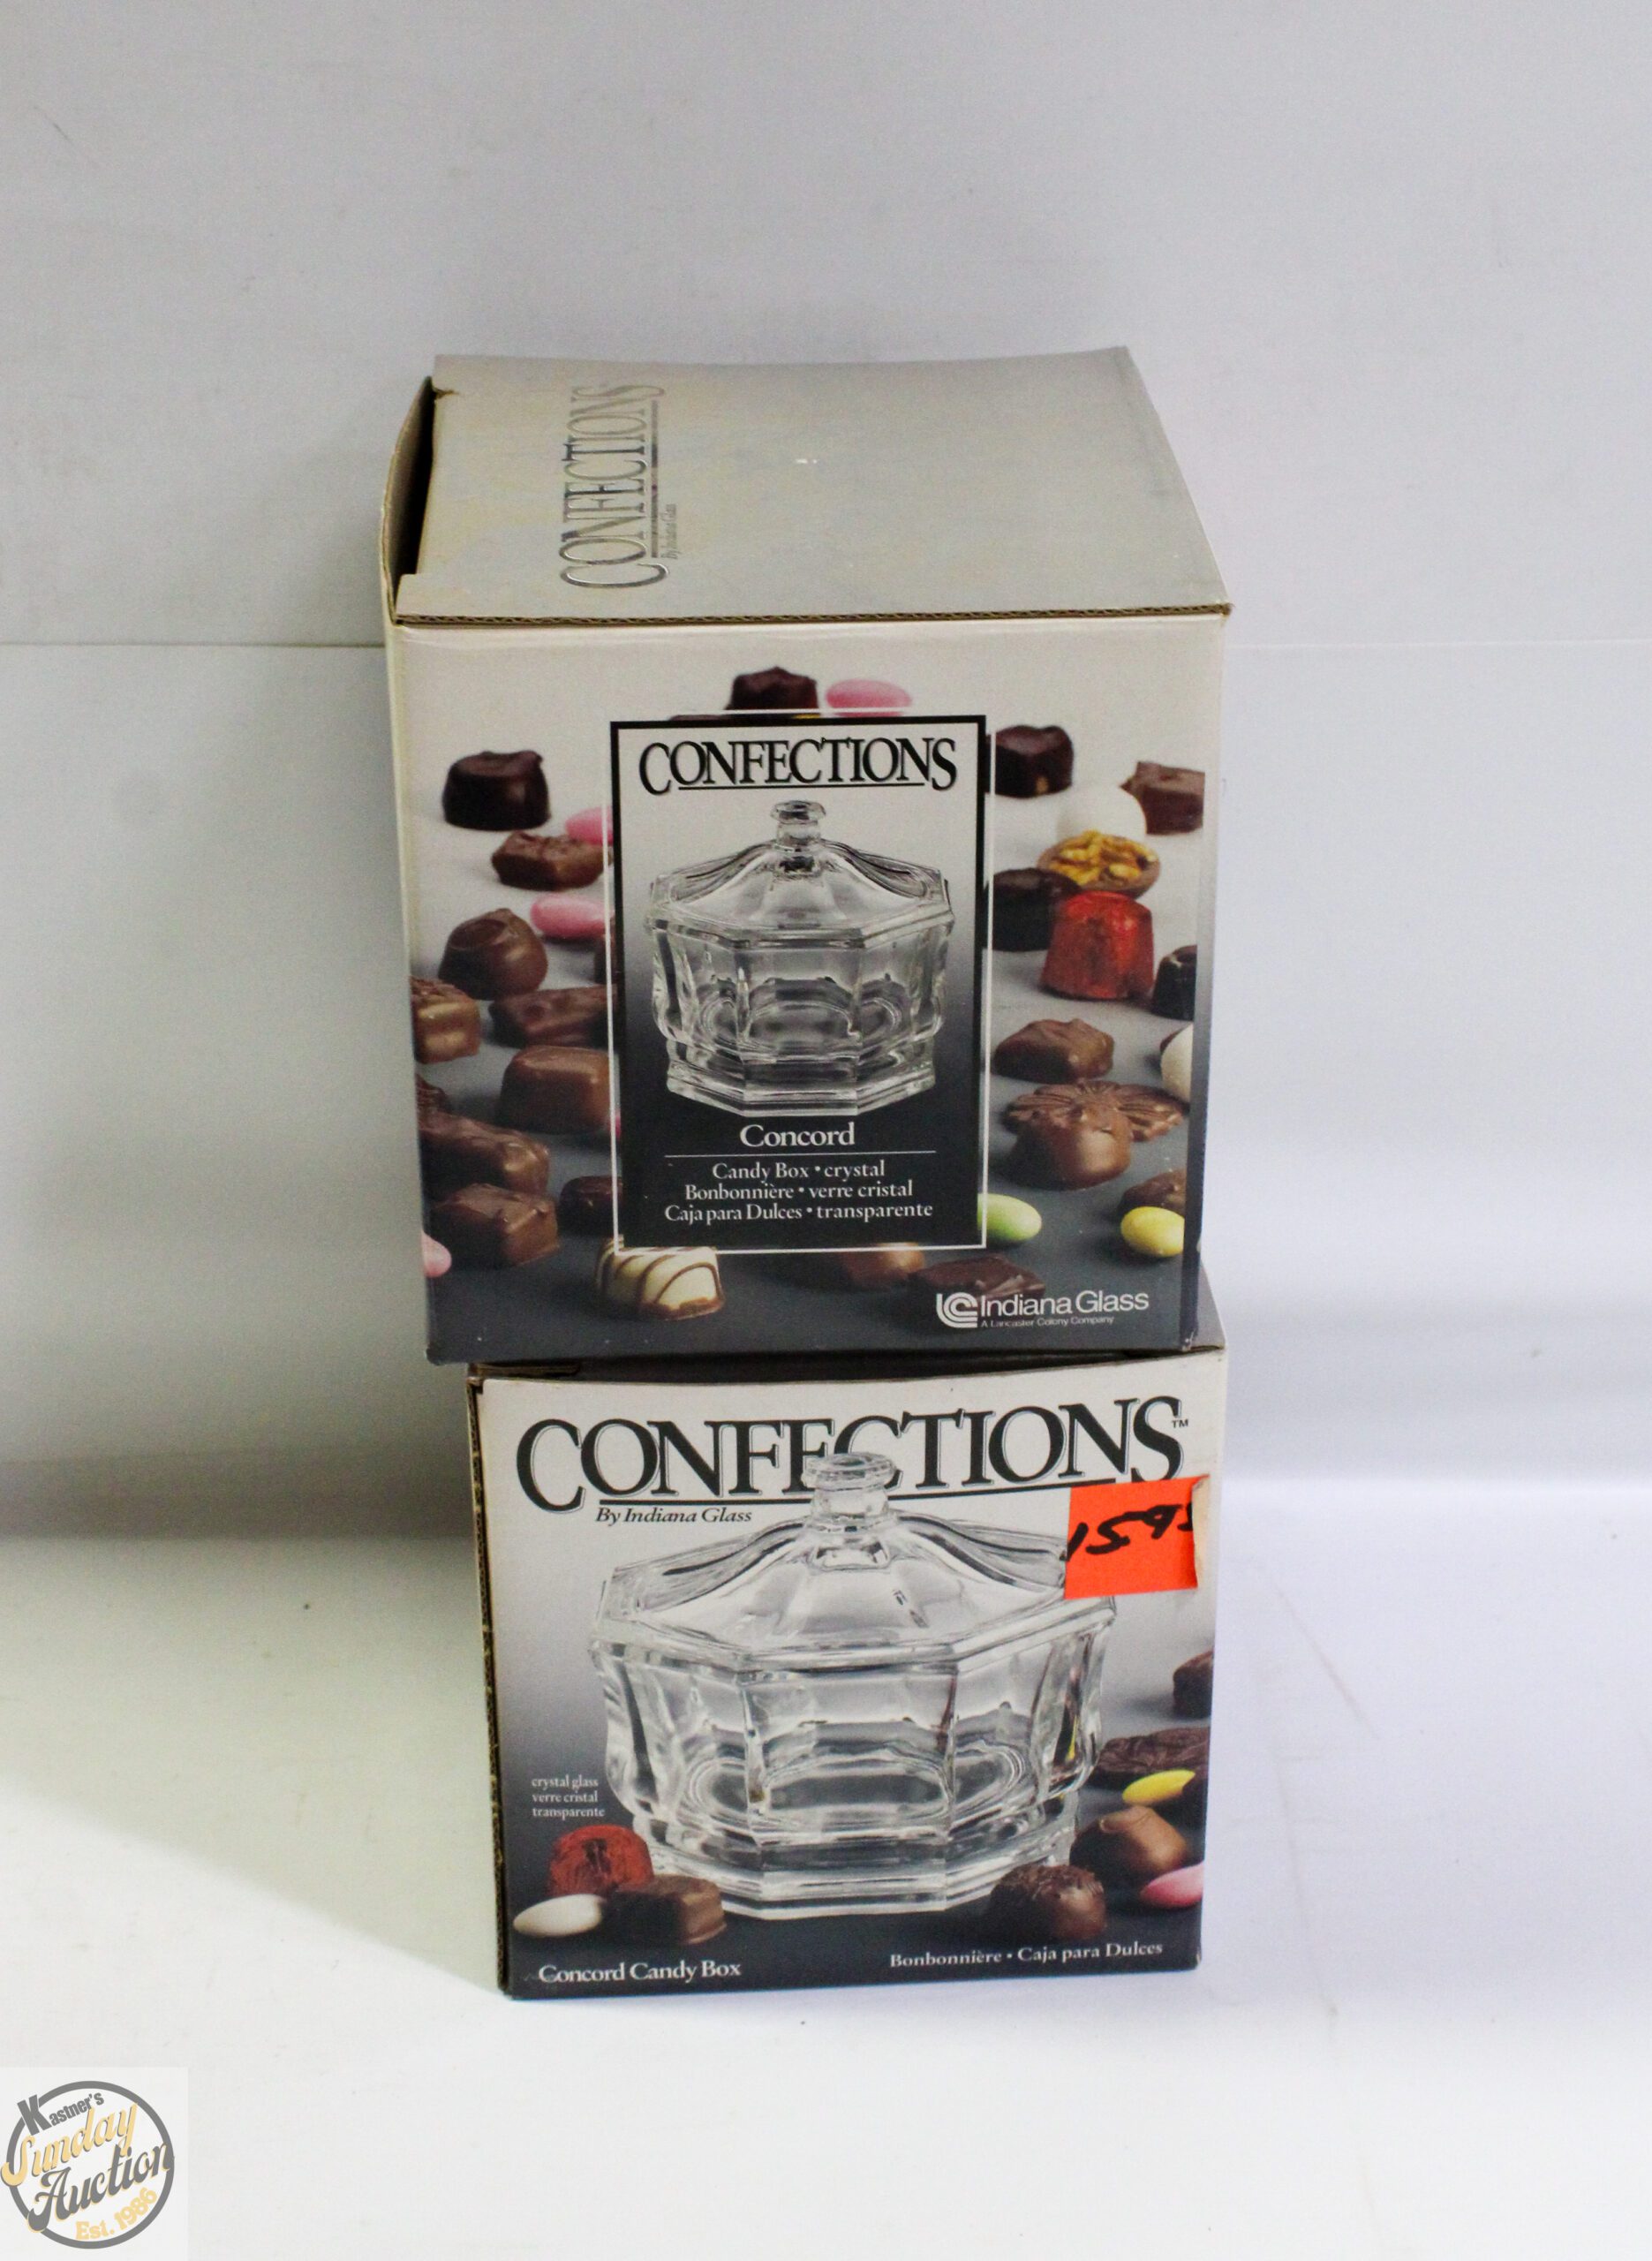 CONFECTIONS
By Indiana Glass
CONFECTIONS
Concord
Candy Box • crystal
Bonbonnière • verre cristal
Caja para Dulces • transparente
Indiana Glass
A Lancaster Colony Company
CONFECTIONS™
By Indiana Glass
1595
crystal glass
verre cristal
transparente
Concord Candy Box
Bonbonnière • Caja para Dulces
Kastner's
Sunday
Auction
Est. 1986